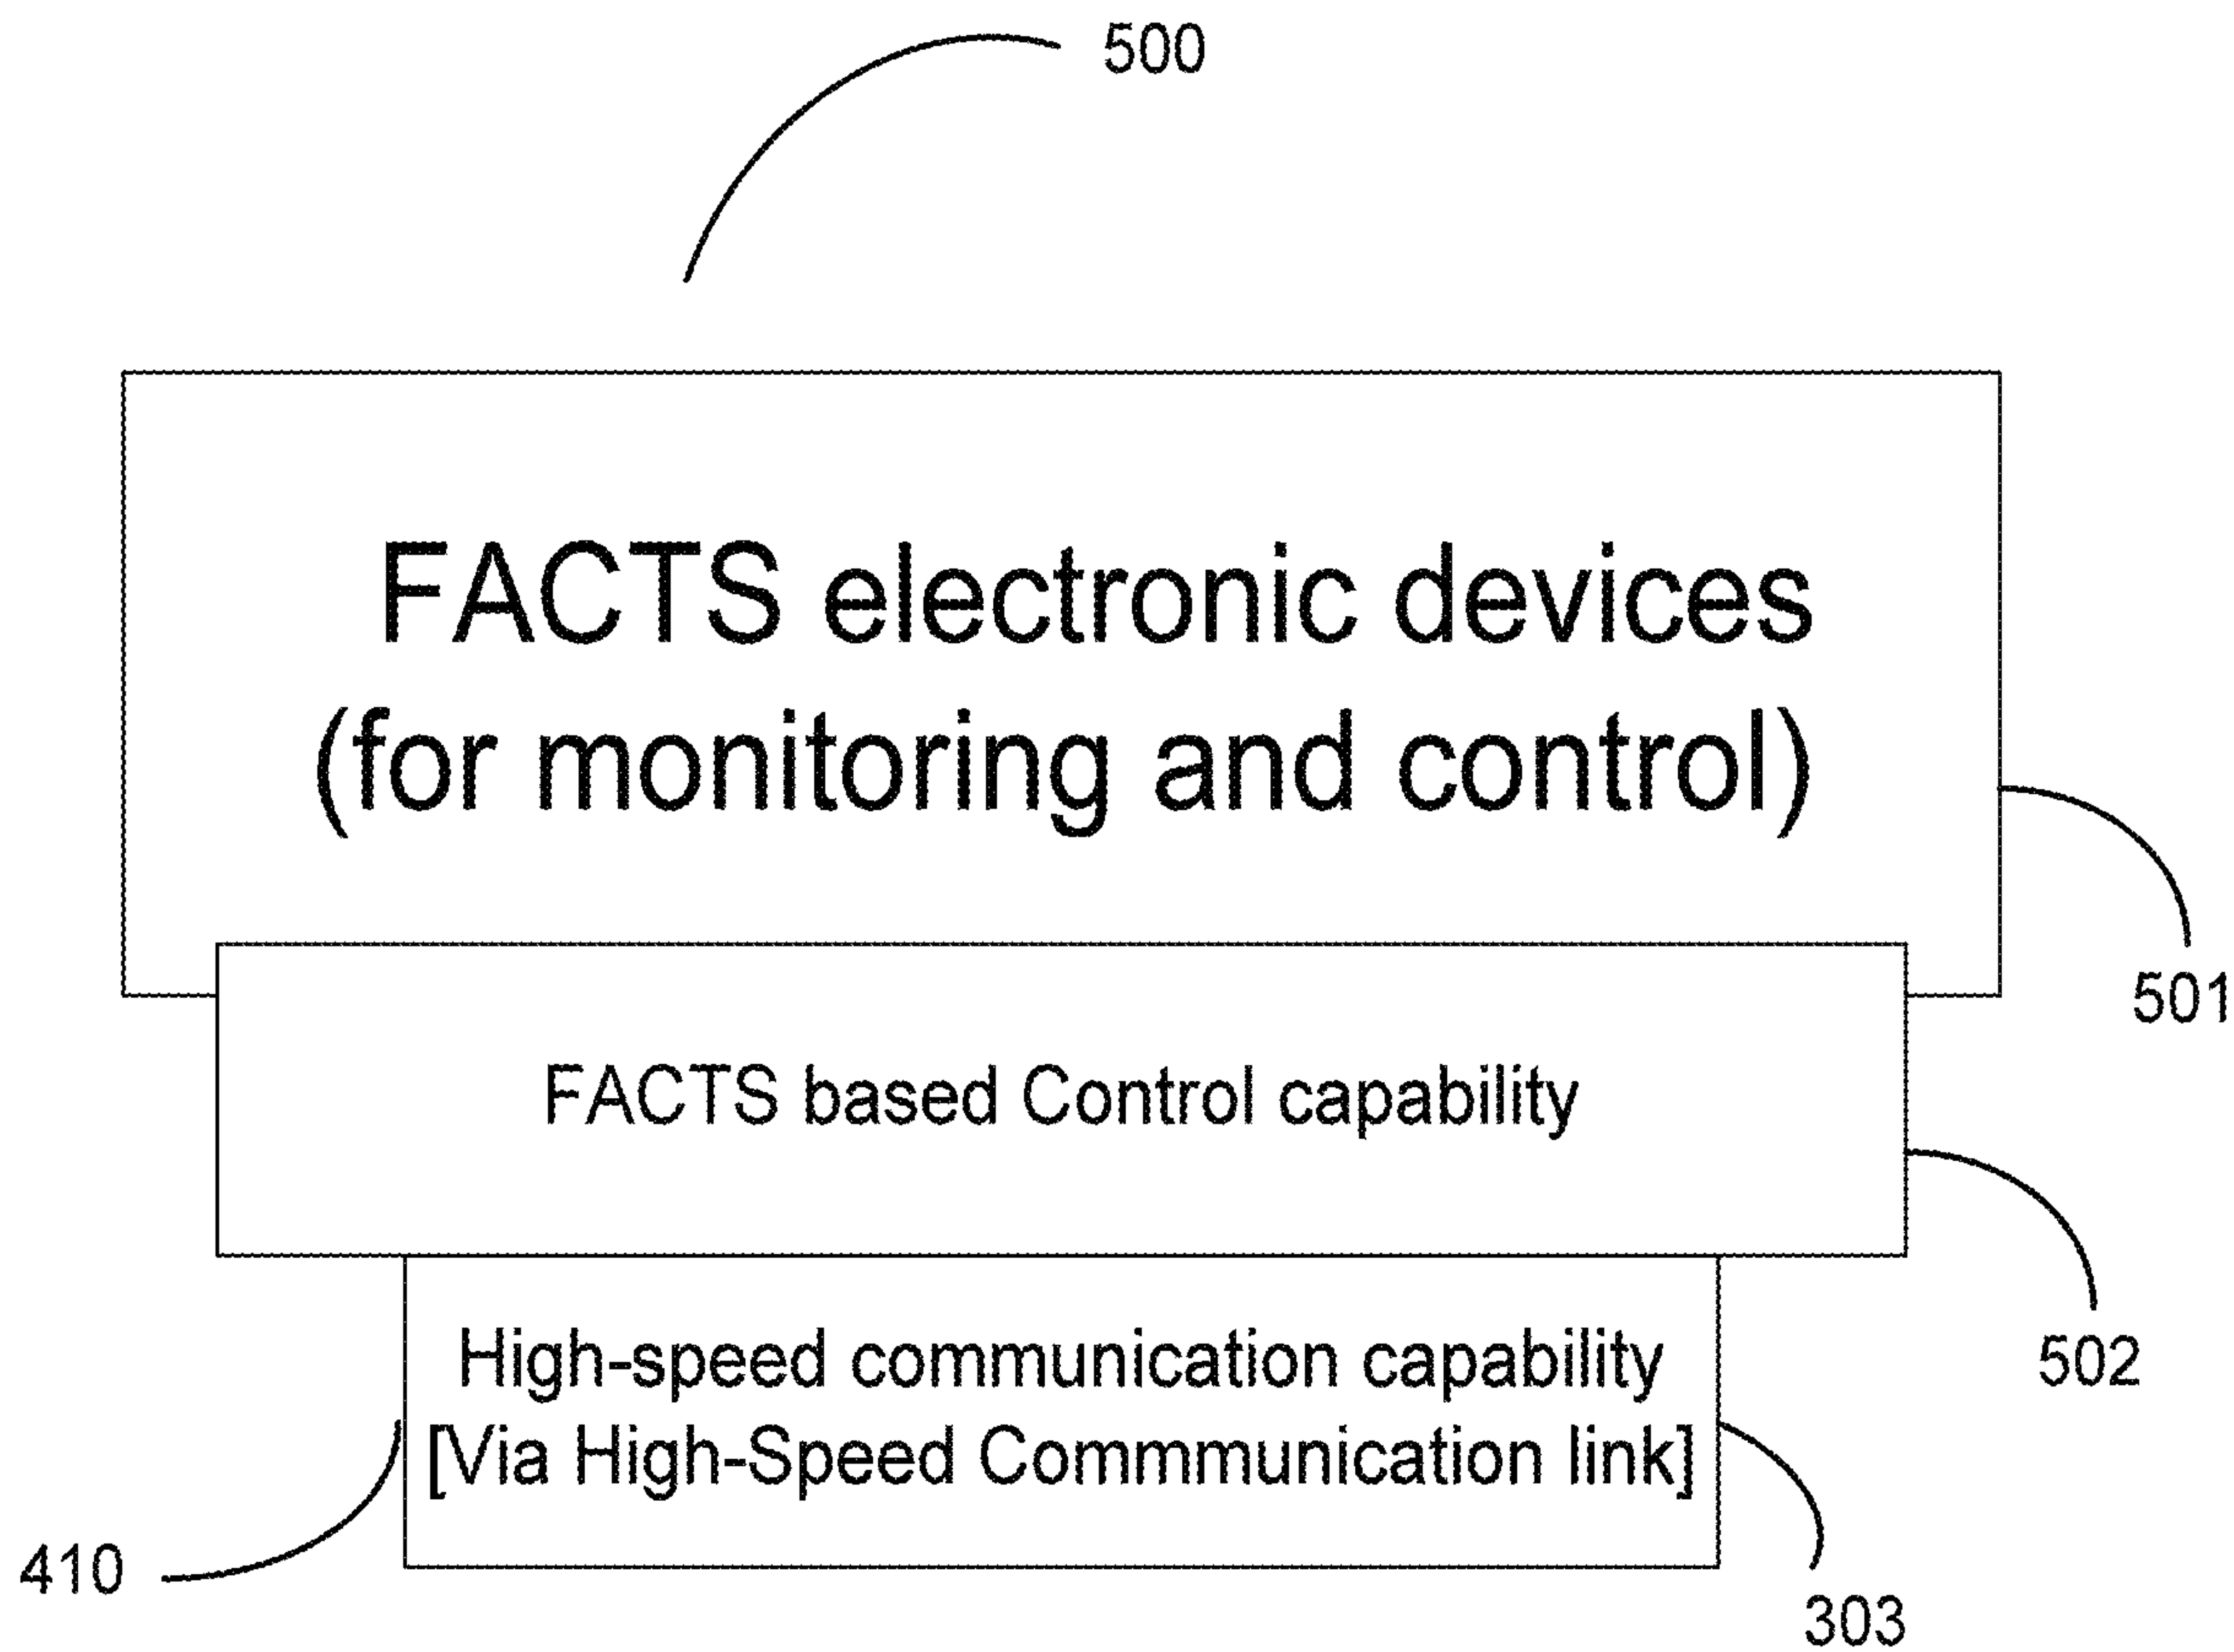 500
FACTS electronic devices
(for monitoring and control)
501
FACTS based Control capability
502
High-speed communication capability
[Via High-Speed Commmunication link]
410
303